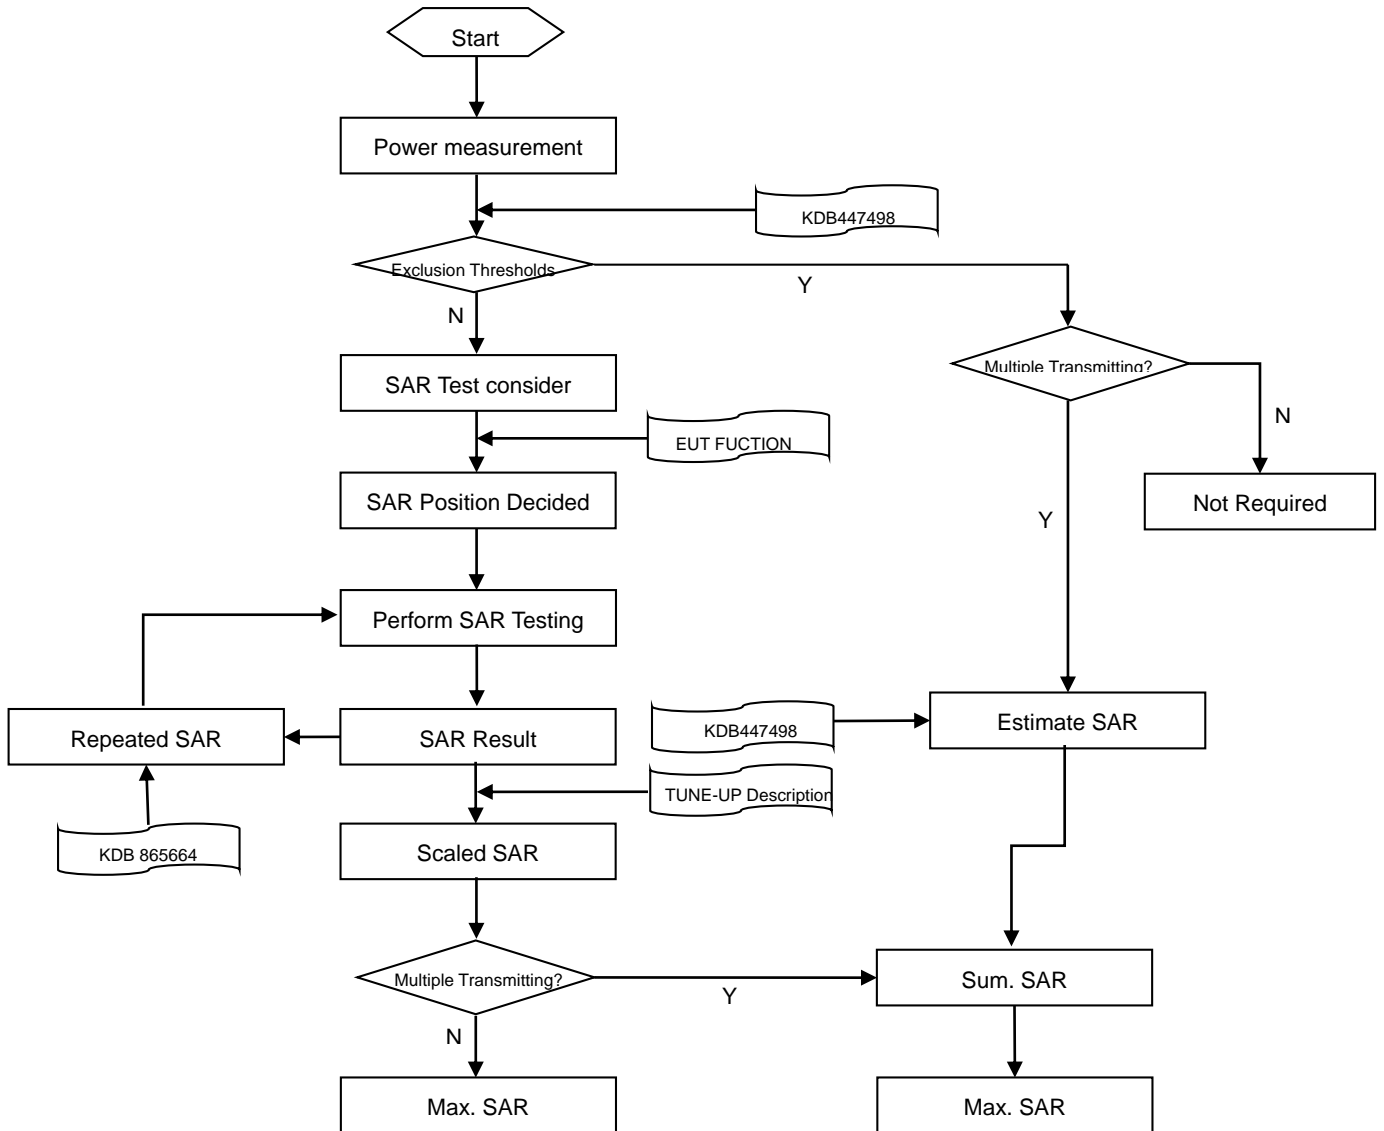 Start
Power measurement
KDB447498
Exclusion Thresholds
Y
N
Multiple Transmitting?
SAR Test consider
N
EUT FUCTION
SAR Position Decided
Not Required
Y
Perform SAR Testing
Repeated SAR
SAR Result
KDB447498
Estimate SAR
TUNE-UP Description
KDB 865664
Scaled SAR
Multiple Transmitting?
Y
Sum. SAR
N
Max. SAR
Max. SAR